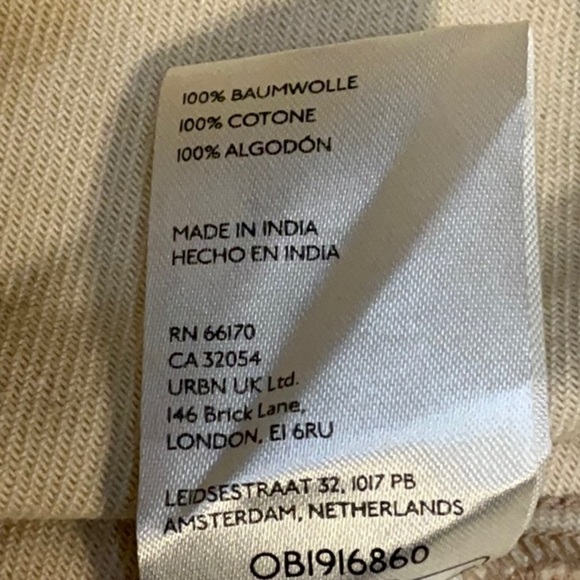 100% BAUMWOLLE
100% COTONE
100% ALGODÓN
MADE IN INDIA
HECHO EN INDIA
RN 66170
CA 32054
URBN UK Ltd.
146 Brick Lane,
LONDON, E1 6RU
LEIDSESTRAAT 32, 1017 PB
AMSTERDAM, NETHERLANDS
OB1916860